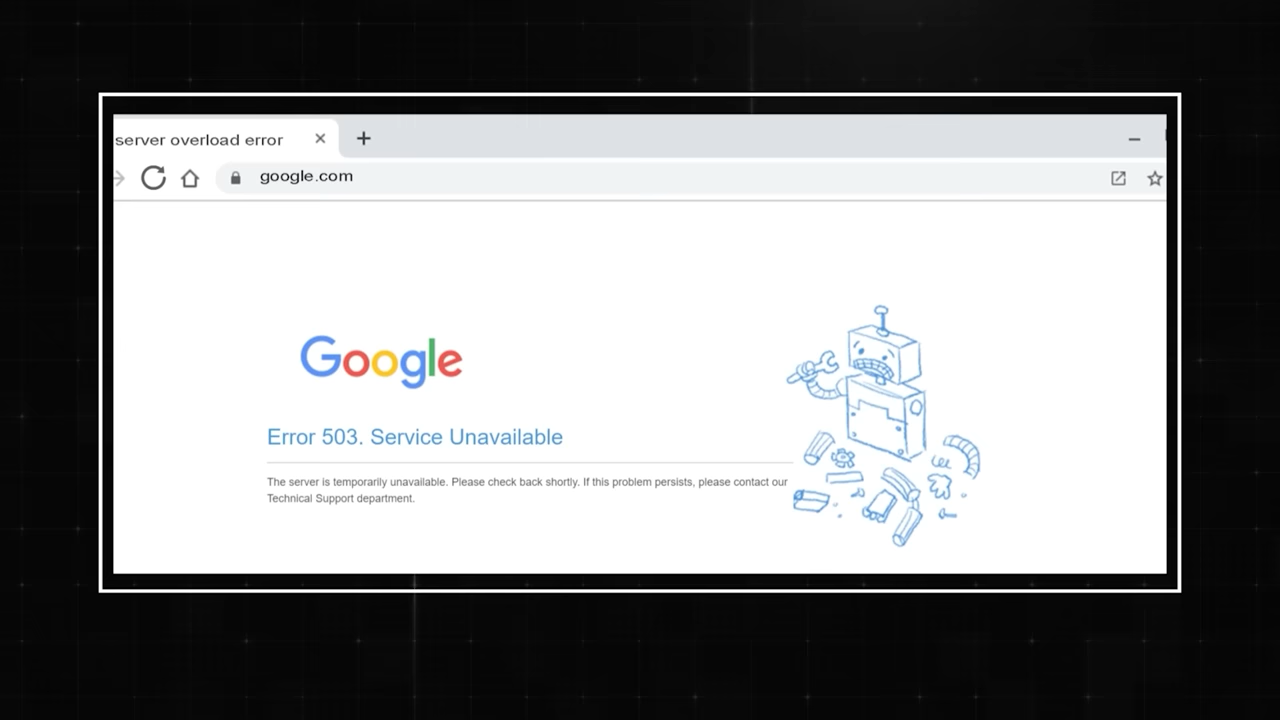 server overload error
google.com
Google
Error 503. Service Unavailable
The server is temporarily unavailable. Please check back shortly. If this problem persists, please contact our
Technical Support department.